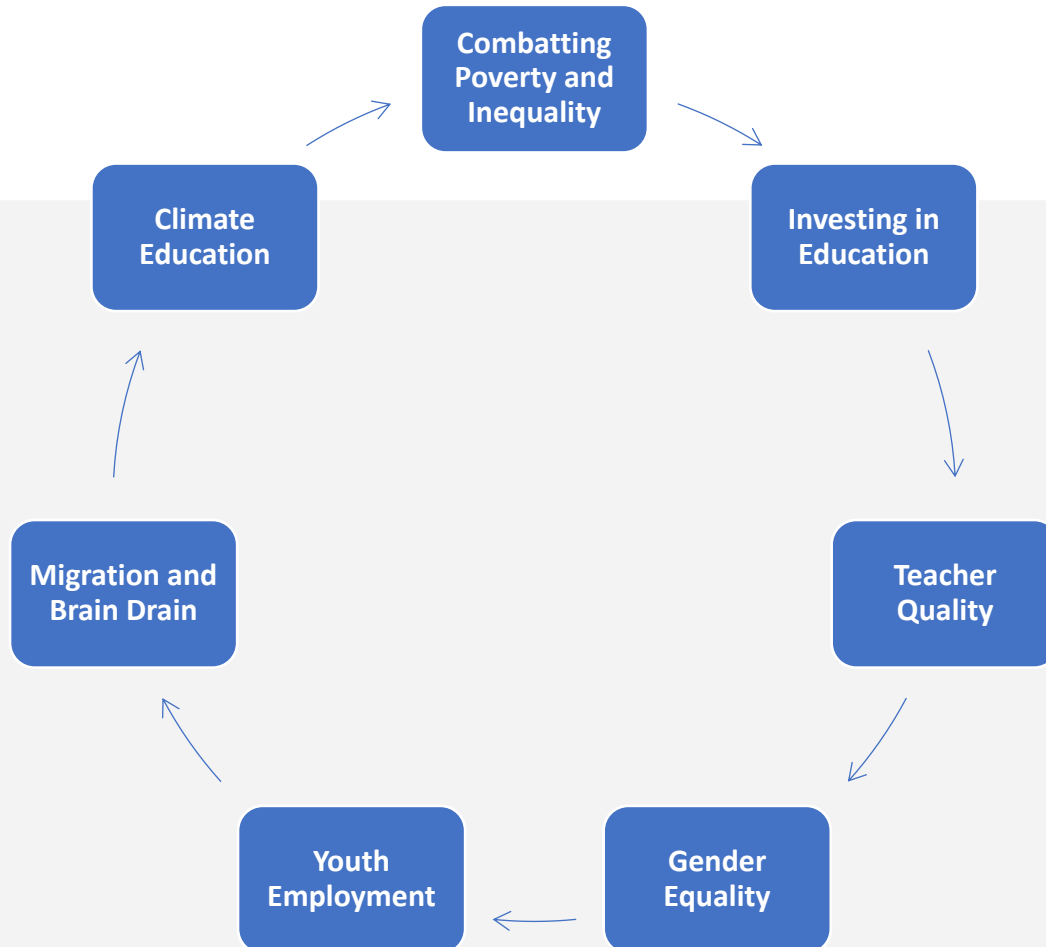 Combatting
Poverty and
Inequality
Investing in
Education
Teacher
Quality
Gender
Equality
Youth
Employment
Migration and
Brain Drain
Climate
Education